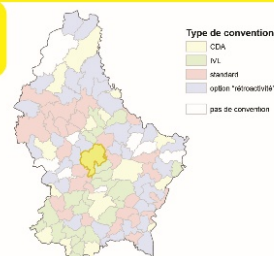 Type de convention
CDA
IVL
standard
option "rétroactivité"
pas de convention